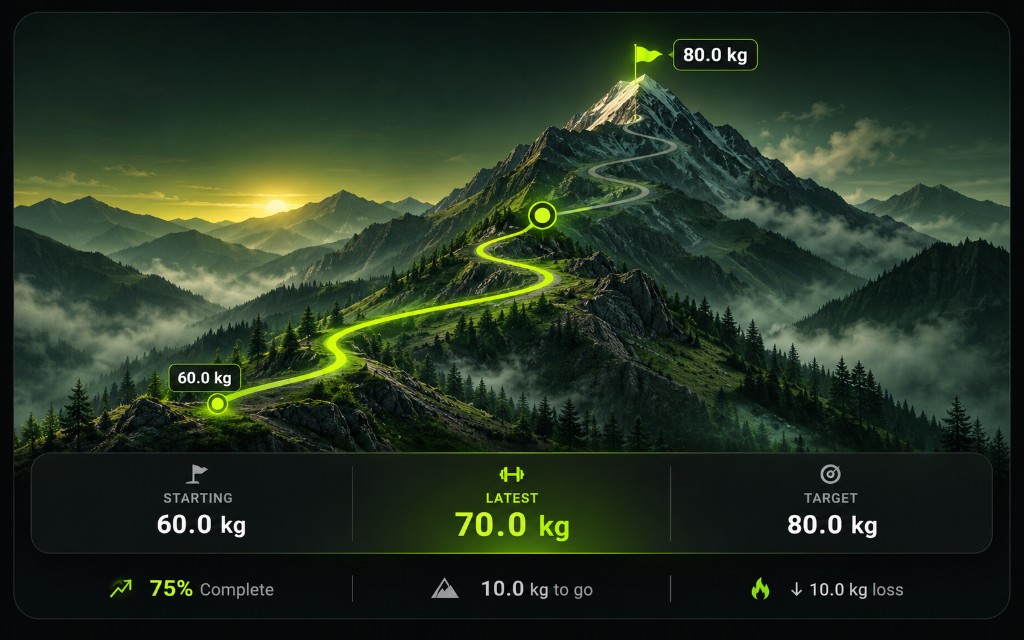 80.0 kg
60.0 kg
STARTING
60.0 kg
LATEST
70.0 kg
TARGET
80.0 kg
75% Complete
10.0 kg to go
↓ 10.0 kg loss